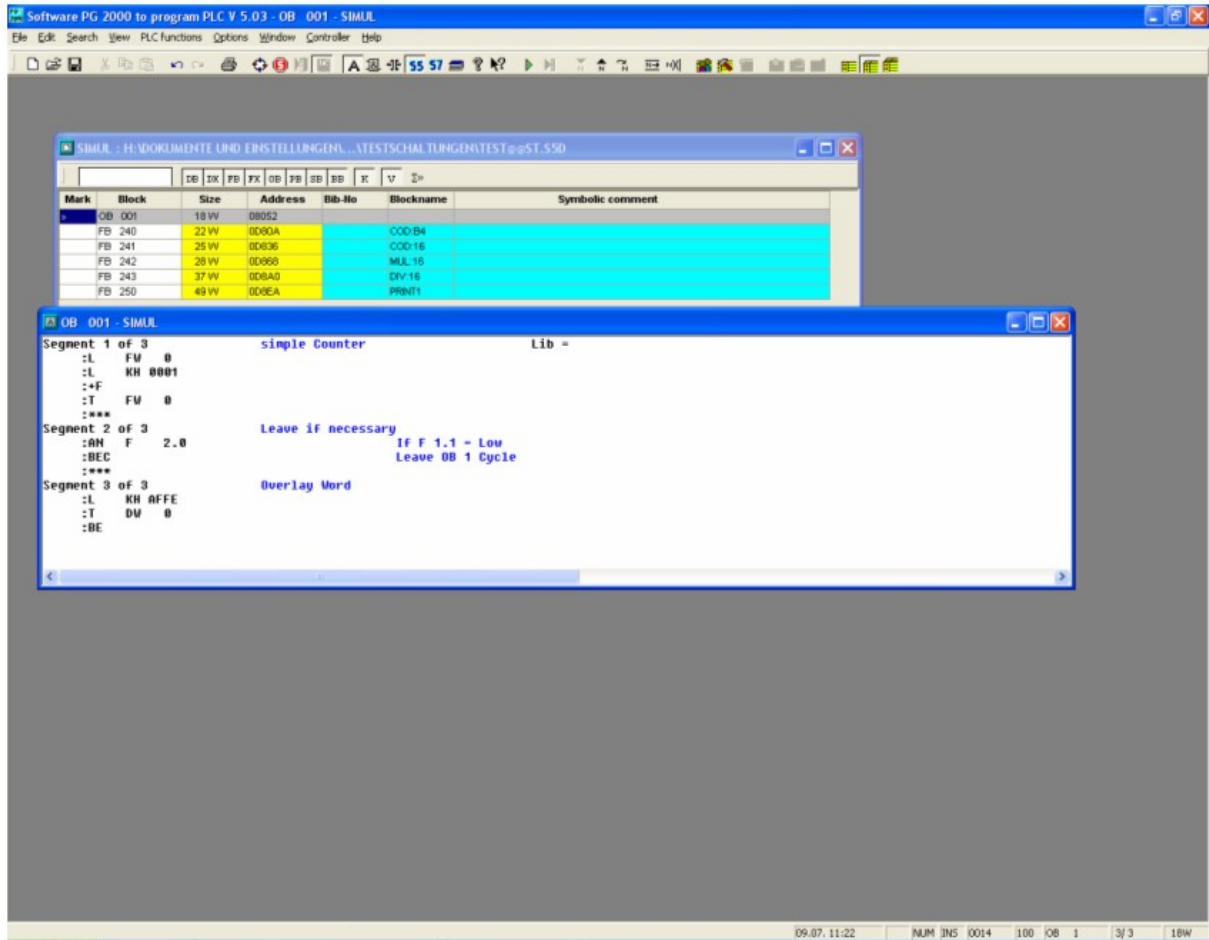 Software PG 2000 to program PLC V 5.03 - OB 001 - SIMUL
File Edit Search View PLC functions Options Window Controller Help
A S5 S7
SIMUL : H:\DOKUMENTE UND EINSTELLUNGEN\...\TESTSCHALTUNGEN\TEST@@ST.S5D
DB DX FB FX OB PB SB BB K V Σ»
Mark Block Size Address Bib-No Blockname Symbolic comment
» OB 001 18 W 08052
FB 240 22 W 0D80A COD:B4
FB 241 25 W 0D836 COD:16
FB 242 28 W 0D868 MUL:16
FB 243 37 W 0D8A0 DIV:16
FB 250 49 W 0D8EA PRINT1
OB 001 - SIMUL
Segment 1 of 3 simple Counter Lib =
:L FW 0
:L KH 0001
:+F
:T FW 0
:***
Segment 2 of 3 Leave if necessary
:AN F 2.0 If F 1.1 = Low
:BEC Leave OB 1 Cycle
:***
Segment 3 of 3 Overlay Word
:L KH AFFE
:T DW 0
:BE
09.07. 11:22 NUM INS 0014 100 OB 1 3/ 3 18W